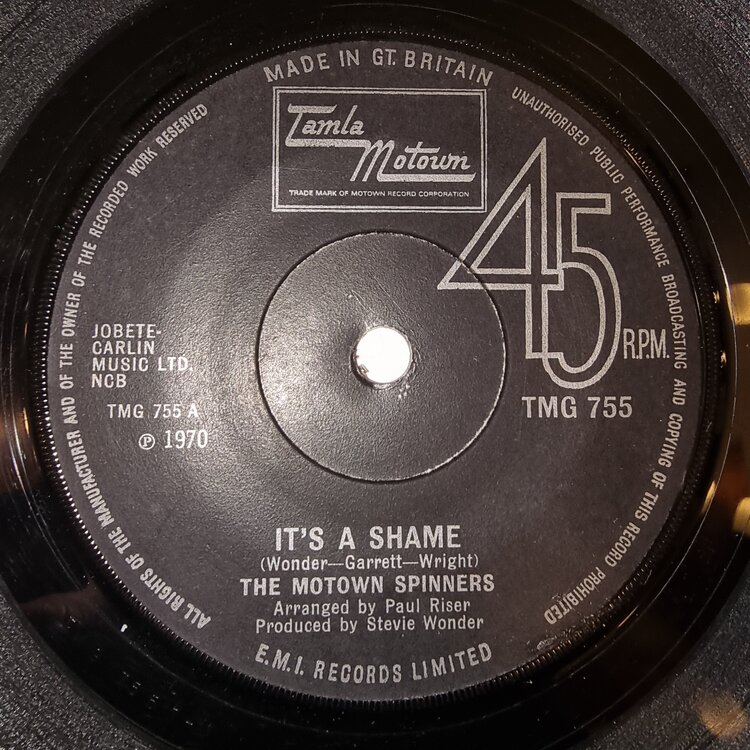 MADE IN GT. BRITAIN
Tamla
Motown
TRADE MARK OF MOTOWN RECORD CORPORATION
45
R.P.M.
TMG 755
JOBETE-
CARLIN
MUSIC LTD.
NCB
TMG 755 A
℗ 1970
IT'S A SHAME
(Wonder—Garrett—Wright)
THE MOTOWN SPINNERS
Arranged by Paul Riser
Produced by Stevie Wonder
E.M.I. RECORDS LIMITED
ALL RIGHTS OF THE MANUFACTURER AND OF THE OWNER OF THE RECORDED WORK RESERVED
UNAUTHORISED PUBLIC PERFORMANCE BROADCASTING AND COPYING OF THIS RECORD PROHIBITED